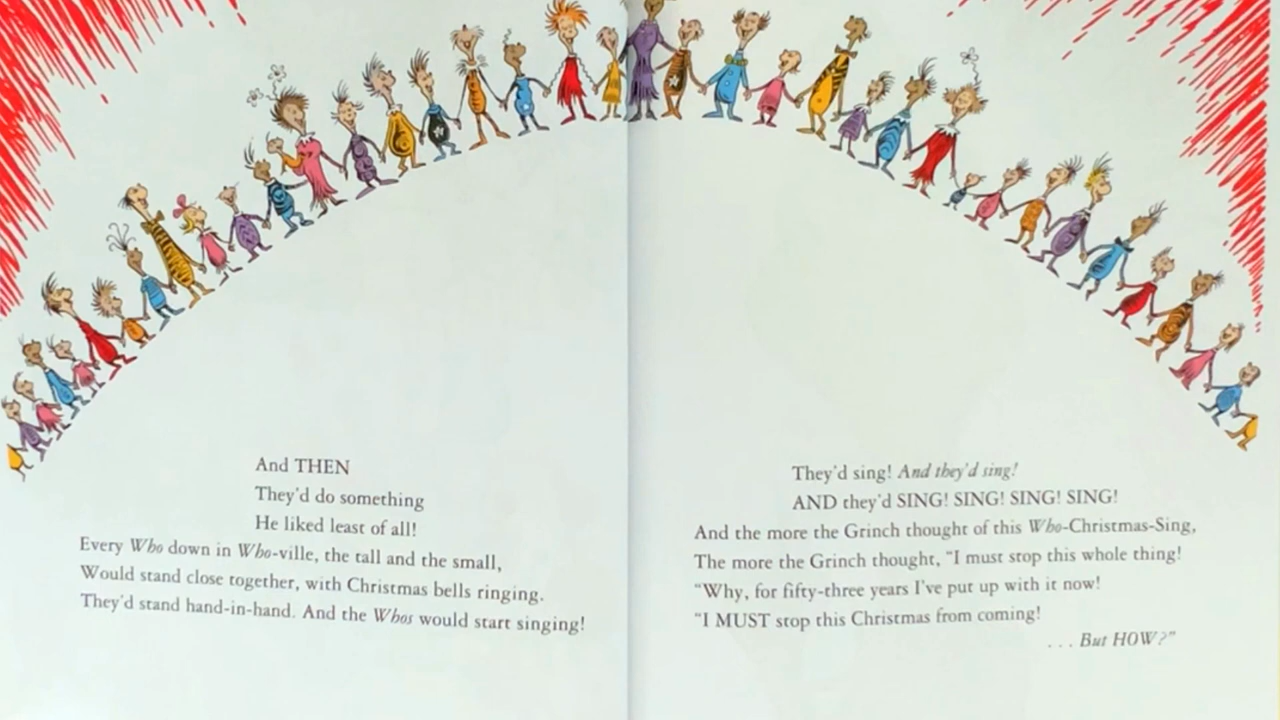 And THEN
They'd do something
He liked least of all!
Every Who down in Who-ville, the tall and the small,
Would stand close together, with Christmas bells ringing.
They'd stand hand-in-hand. And the Whos would start singing!
They'd sing! And they'd sing!
AND they'd SING! SING! SING! SING!
And the more the Grinch thought of this Who-Christmas-Sing,
The more the Grinch thought, "I must stop this whole thing!
"Why, for fifty-three years I've put up with it now!
"I MUST stop this Christmas from coming!
. . . But HOW?"